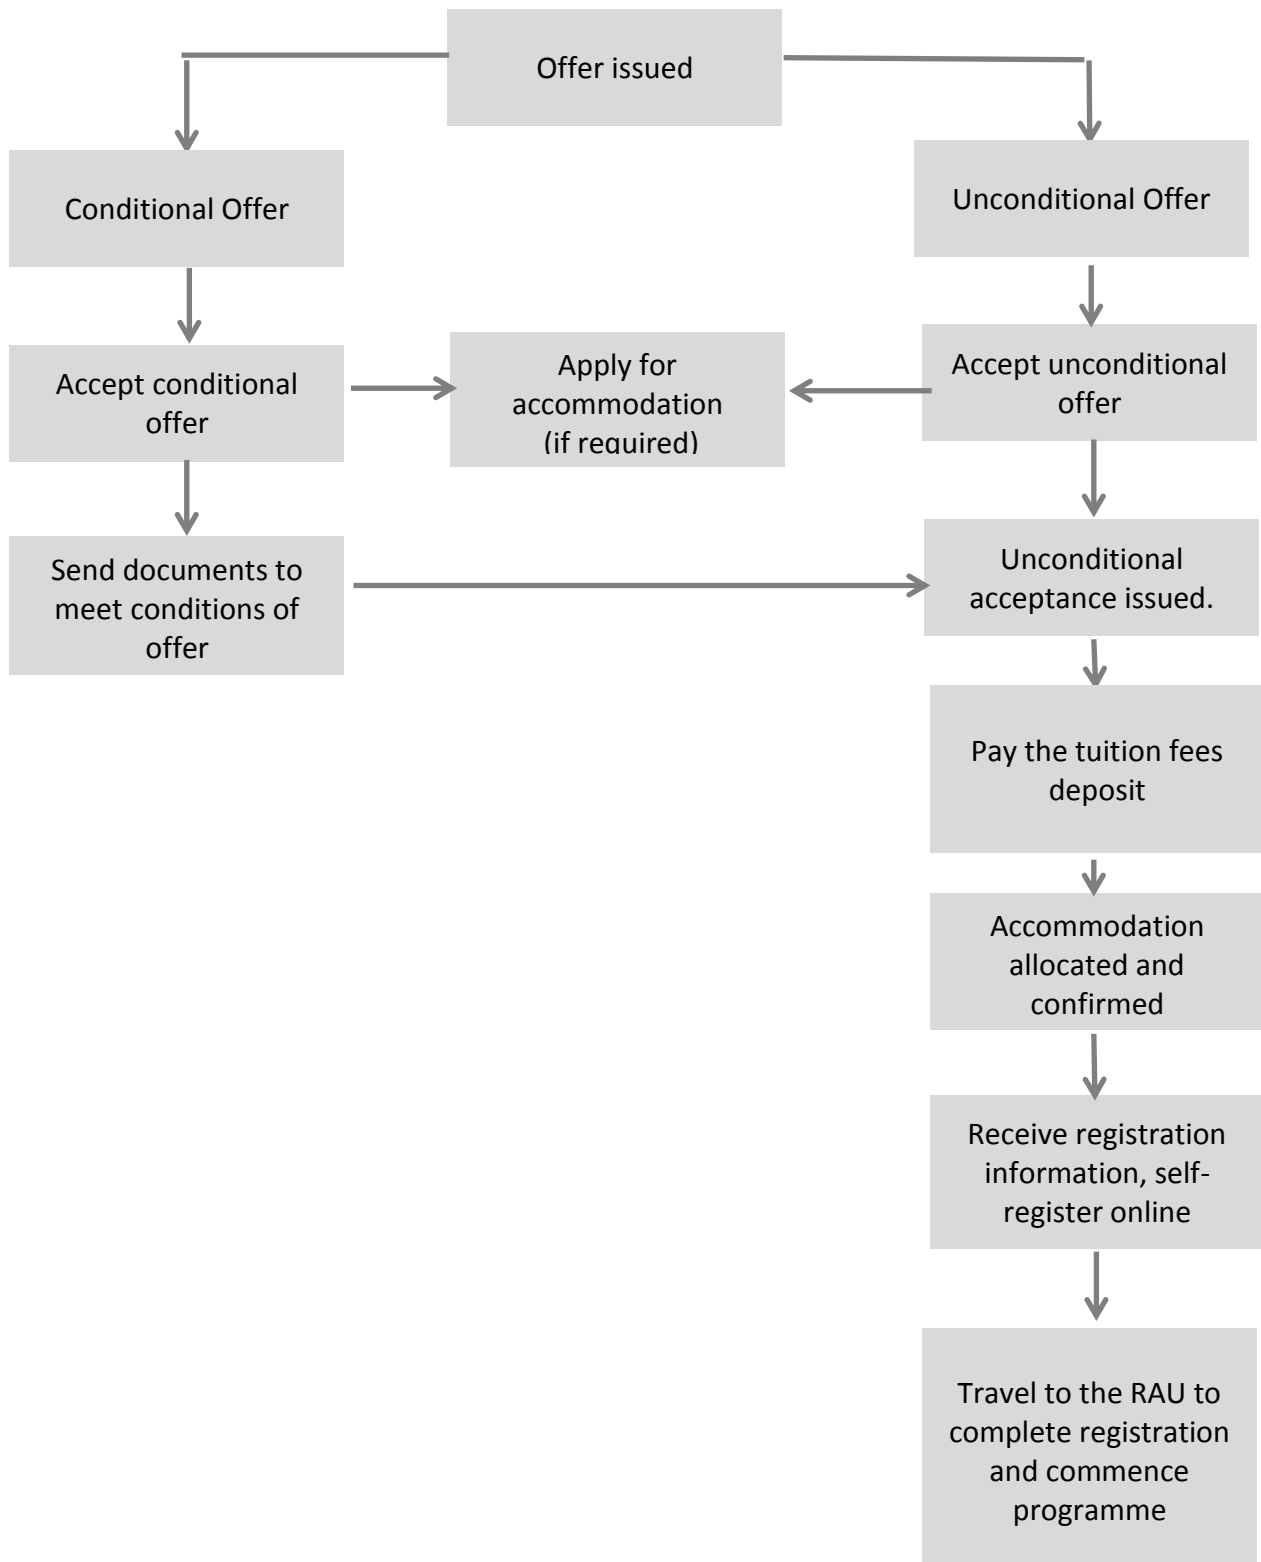 Offer issued
Conditional Offer
Unconditional Offer
Accept conditional
offer
Apply for
accommodation
(if required)
Accept unconditional
offer
Send documents to
meet conditions of
offer
Unconditional
acceptance issued.
Pay the tuition fees
deposit
Accommodation
allocated and
confirmed
Receive registration
information, self-
register online
Travel to the RAU to
complete registration
and commence
programme